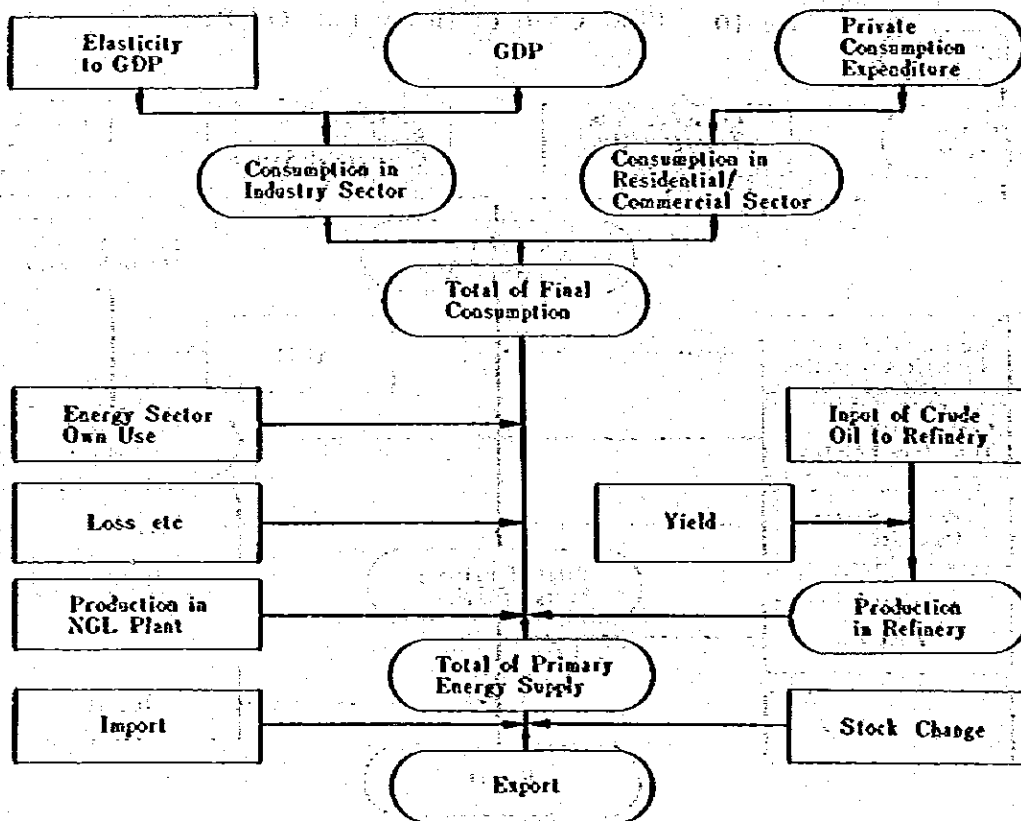 Elasticity
to GDP
GDP
Private
Consumption
Expenditure
Consumption in
Industry Sector
Consumption in
Residential/
Commercial Sector
Total of Final
Consumption
Energy Sector
Own Use
Input of Crude
Oil to Refinery
Loss etc
Yield
Production in
NGL Plant
Production
in Refinery
Total of Primary
Energy Supply
Import
Stock Change
Export